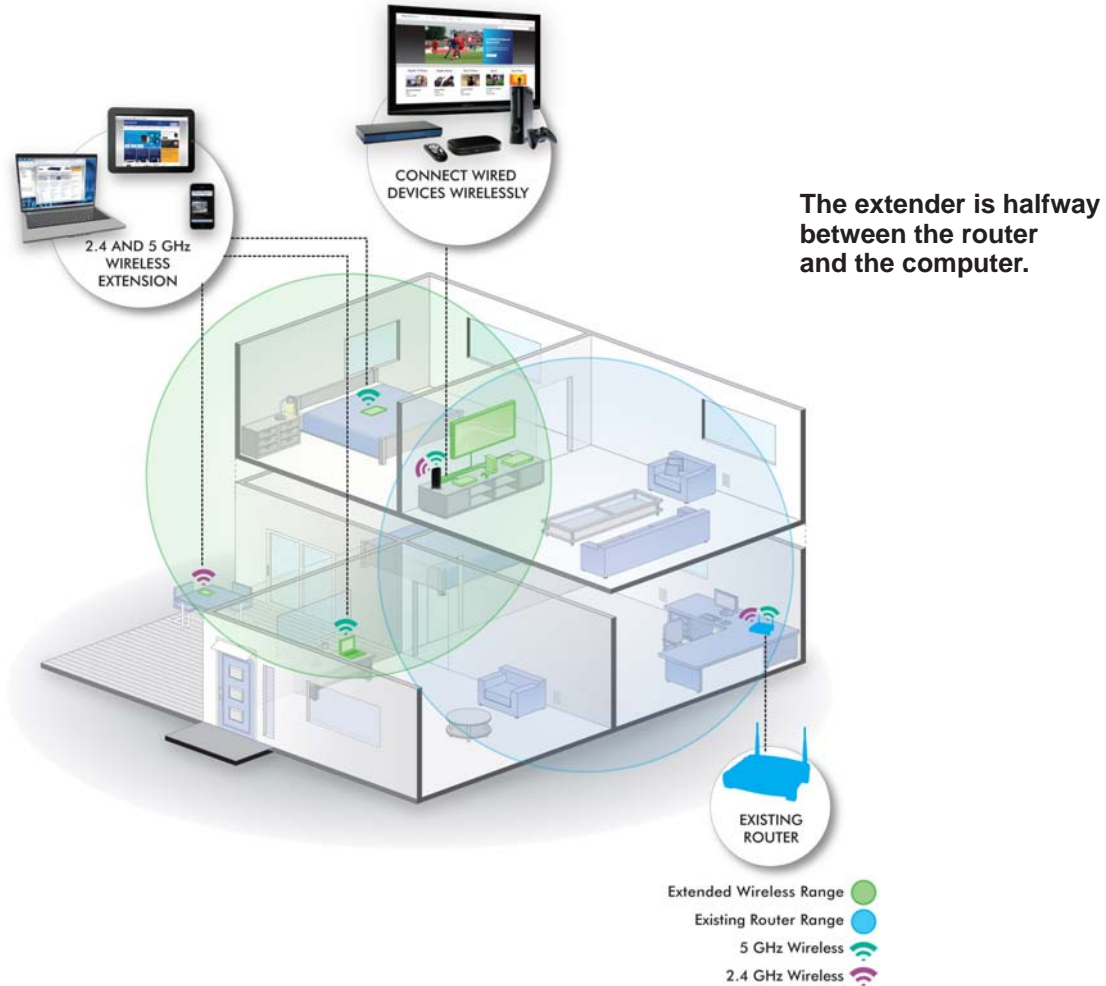 CONNECT WIRED
DEVICES WIRELESSLY
2.4 AND 5 GHz
WIRELESS
EXTENSION
The extender is halfway
between the router
and the computer.
EXISTING
ROUTER
Extended Wireless Range
Existing Router Range
5 GHz Wireless
2.4 GHz Wireless